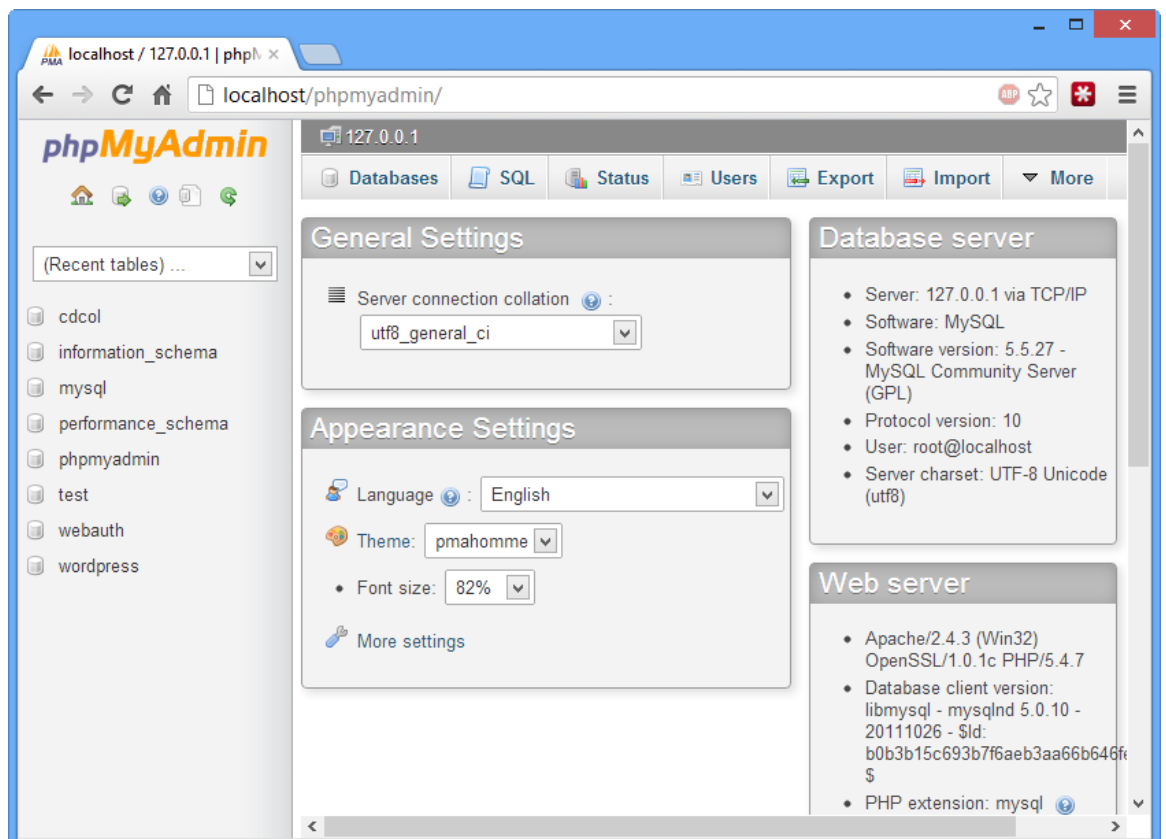 PMA localhost / 127.0.0.1 | phpM
localhost/phpmyadmin/
ABP
phpMyAdmin
(Recent tables) ...
cdcol
information_schema
mysql
performance_schema
phpmyadmin
test
webauth
wordpress
127.0.0.1
Databases SQL Status Users Export Import More
General Settings
Server connection collation :
utf8_general_ci
Appearance Settings
Language : English
Theme: pmahomme
Font size: 82%
More settings
Database server
Server: 127.0.0.1 via TCP/IP
Software: MySQL
Software version: 5.5.27 -
MySQL Community Server
(GPL)
Protocol version: 10
User: root@localhost
Server charset: UTF-8 Unicode
(utf8)
Web server
Apache/2.4.3 (Win32)
OpenSSL/1.0.1c PHP/5.4.7
Database client version:
libmysql - mysqlnd 5.0.10 -
20111026 - $Id:
b0b3b15c693b7f6aeb3aa66b646fe
$
PHP extension: mysql